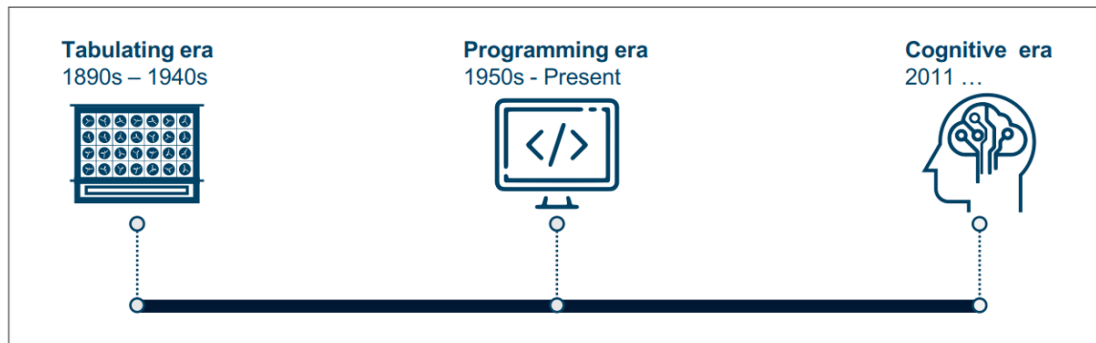 Tabulating era
1890s – 1940s
Programming era
1950s - Present
</>
Cognitive era
2011 …